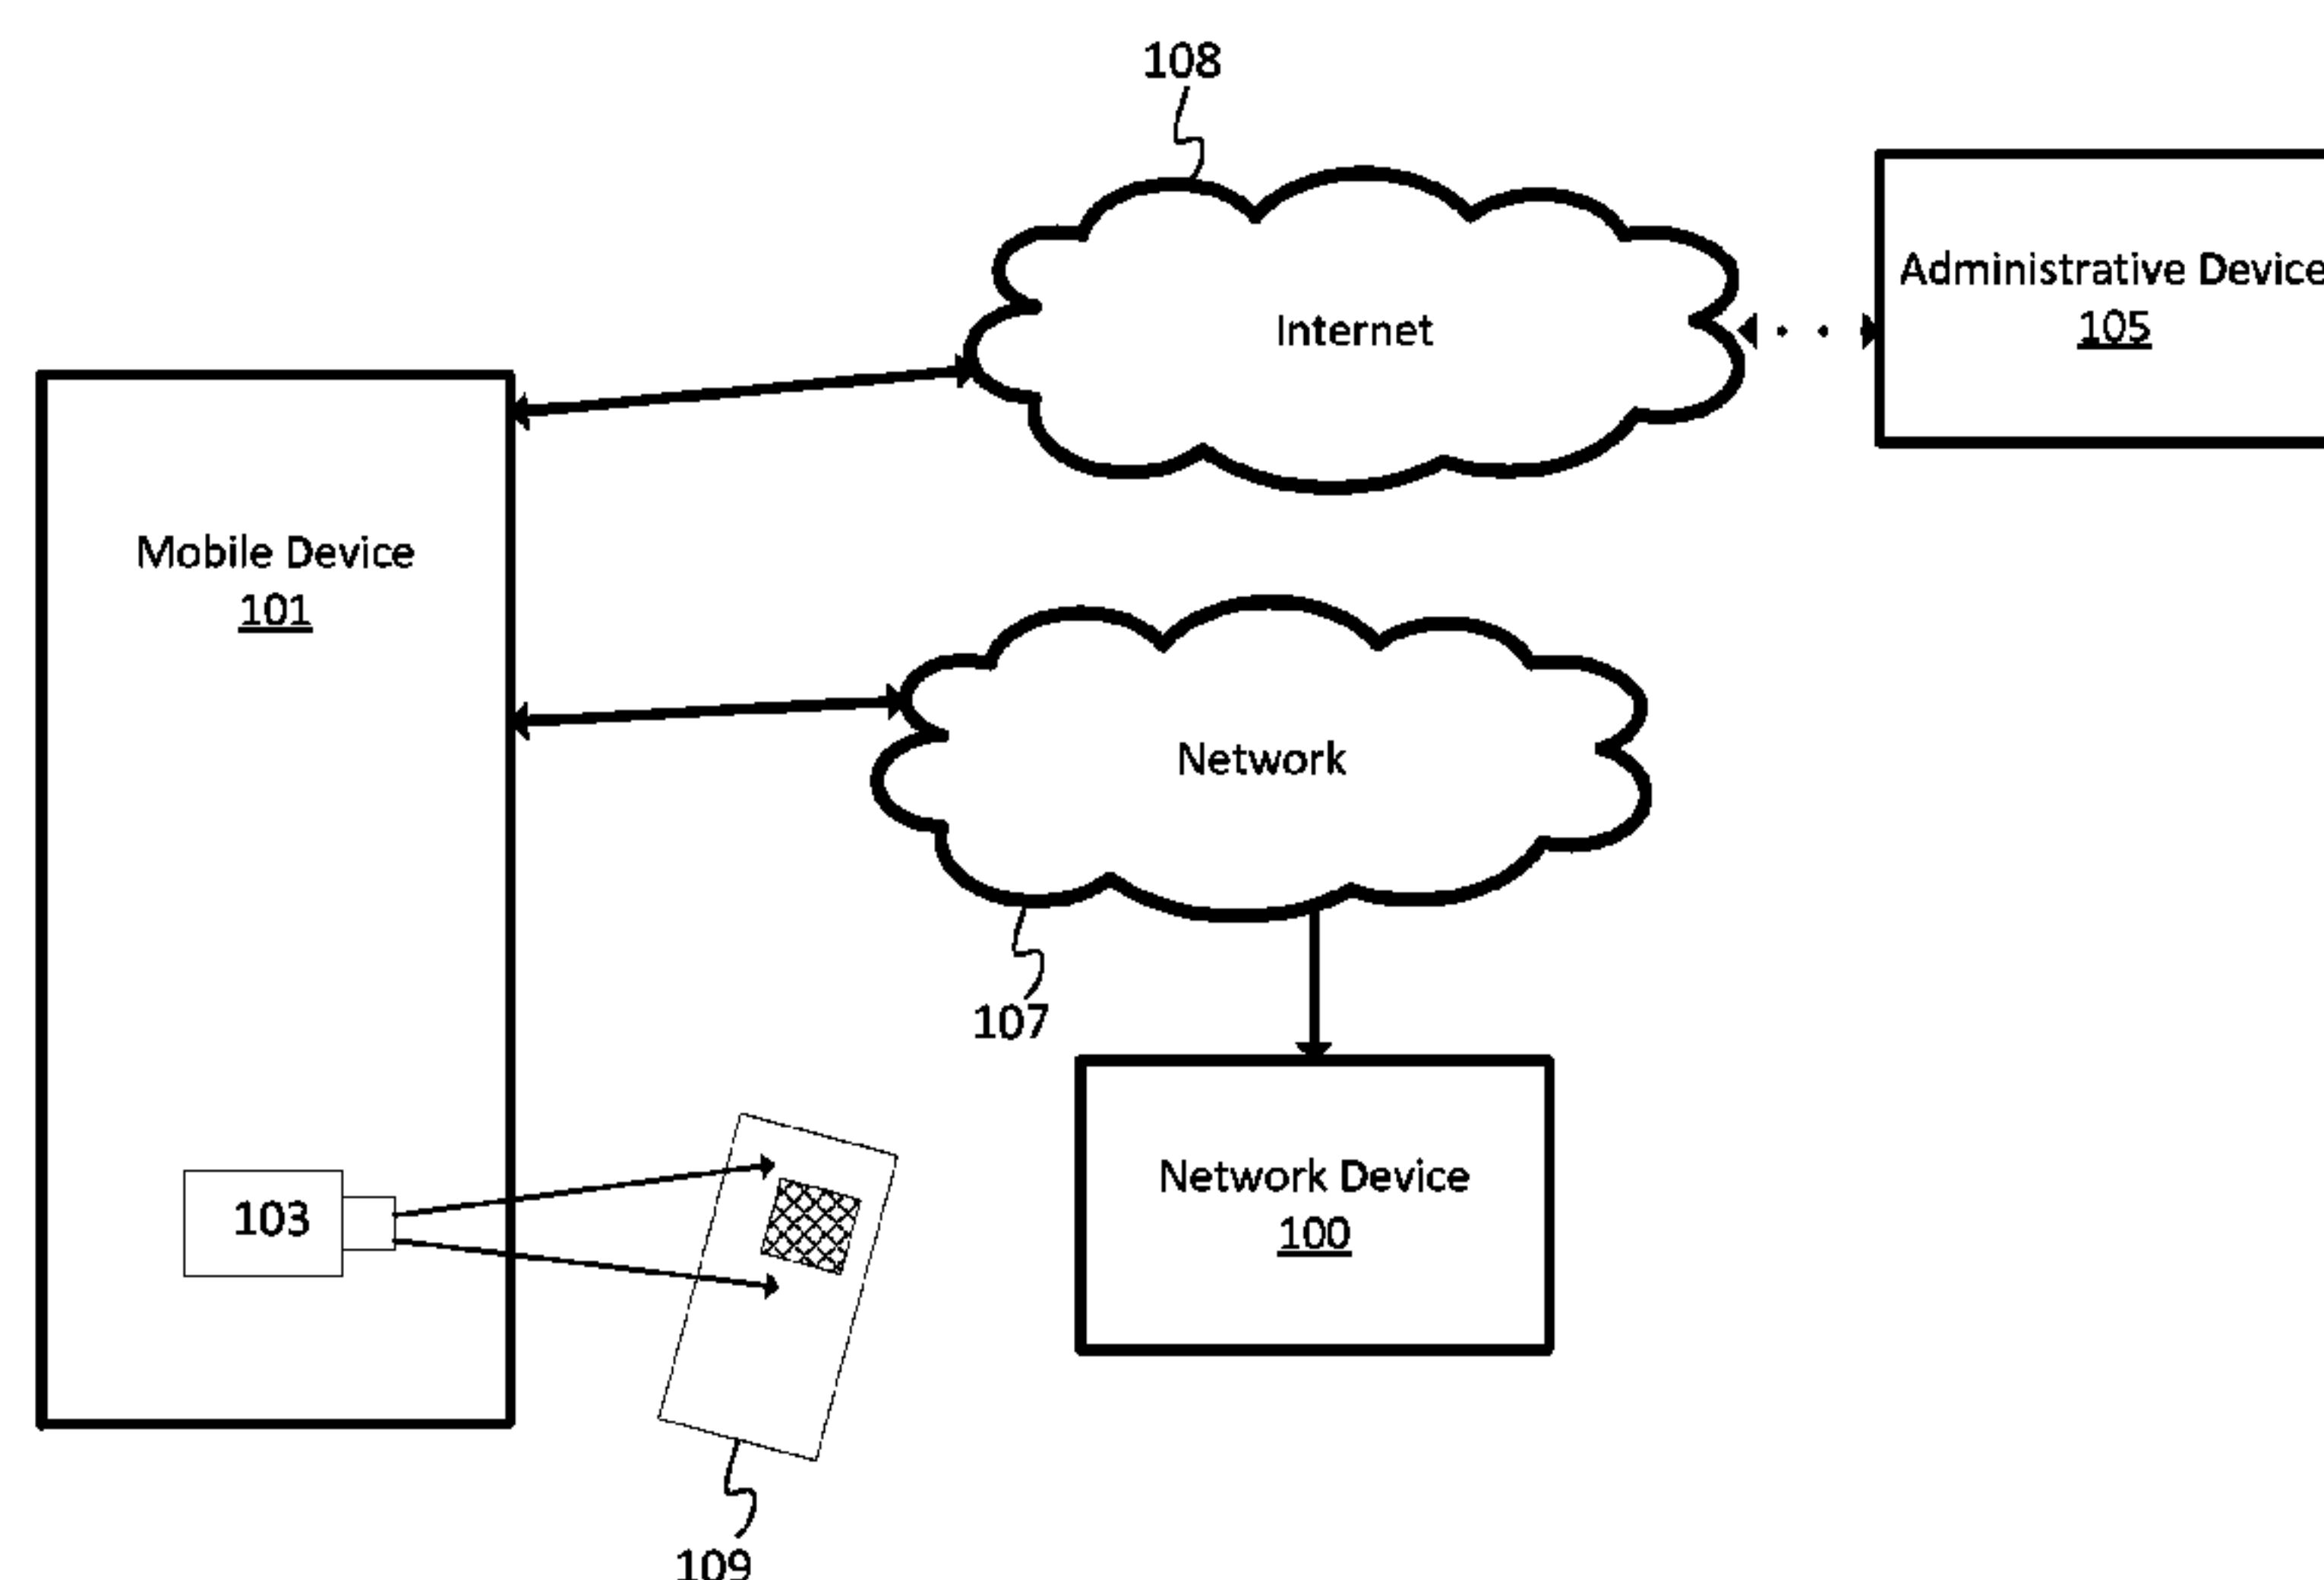 108
Internet
Administrative Device
105
Mobile Device
101
Network
107
Network Device
100
103
109